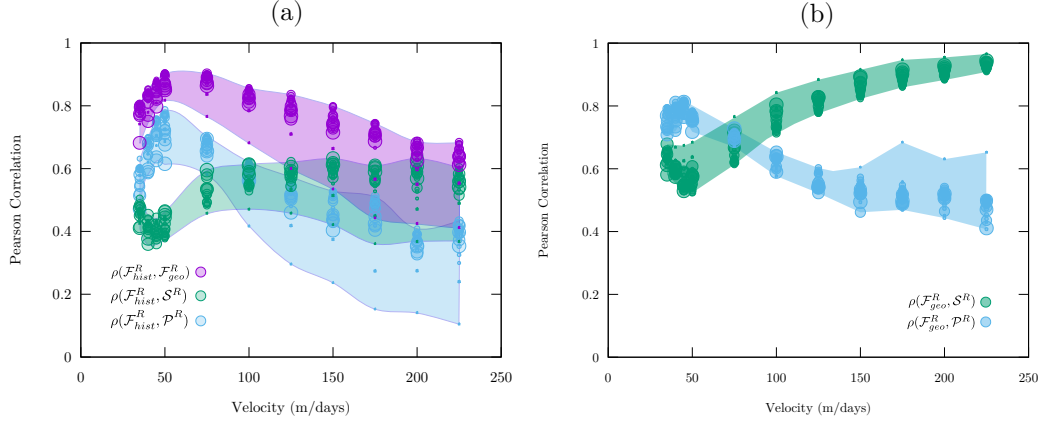 (a)
Pearson Correlation
1
0.8
0.6
0.4
0.2
0
0 50 100 150 200 250
Velocity (m/days)
ρ(ℱ^R_hist, ℱ^R_geo)
ρ(ℱ^R_hist, 𝒮^R)
ρ(ℱ^R_hist, 𝒫^R)
(b)
Pearson Correlation
1
0.8
0.6
0.4
0.2
0
0 50 100 150 200 250
Velocity (m/days)
ρ(ℱ^R_geo, 𝒮^R)
ρ(ℱ^R_geo, 𝒫^R)